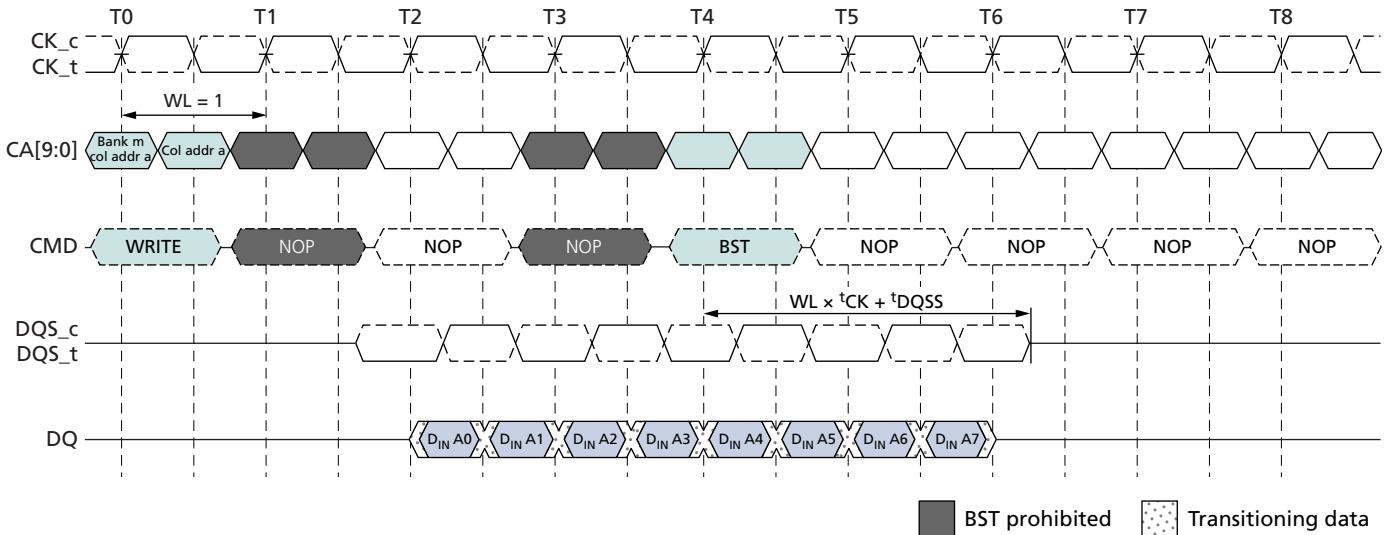 T0 T1 T2 T3 T4 T5 T6 T7 T8
CK_c
CK_t
WL = 1
CA[9:0]
Bank m
col addr a
Col addr a
CMD
WRITE NOP NOP NOP BST NOP NOP NOP NOP
WL × tCK + tDQSS
DQS_c
DQS_t
DQ
DIN A0 DIN A1 DIN A2 DIN A3 DIN A4 DIN A5 DIN A6 DIN A7
BST prohibited Transitioning data